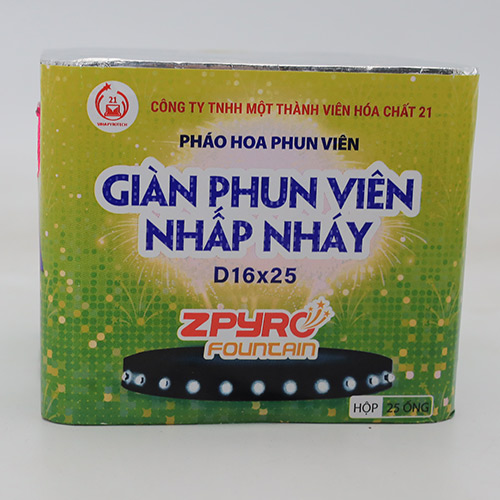 21
CÔNG TY TNHH MỘT THÀNH VIÊN HÓA CHẤT 21
PHÁO HOA PHUN VIÊN
GIÀN PHUN VIÊN
NHẤP NHÁY
D16x25
ZPYRO
FOUNTAIN
HỘP 25 ỐNG